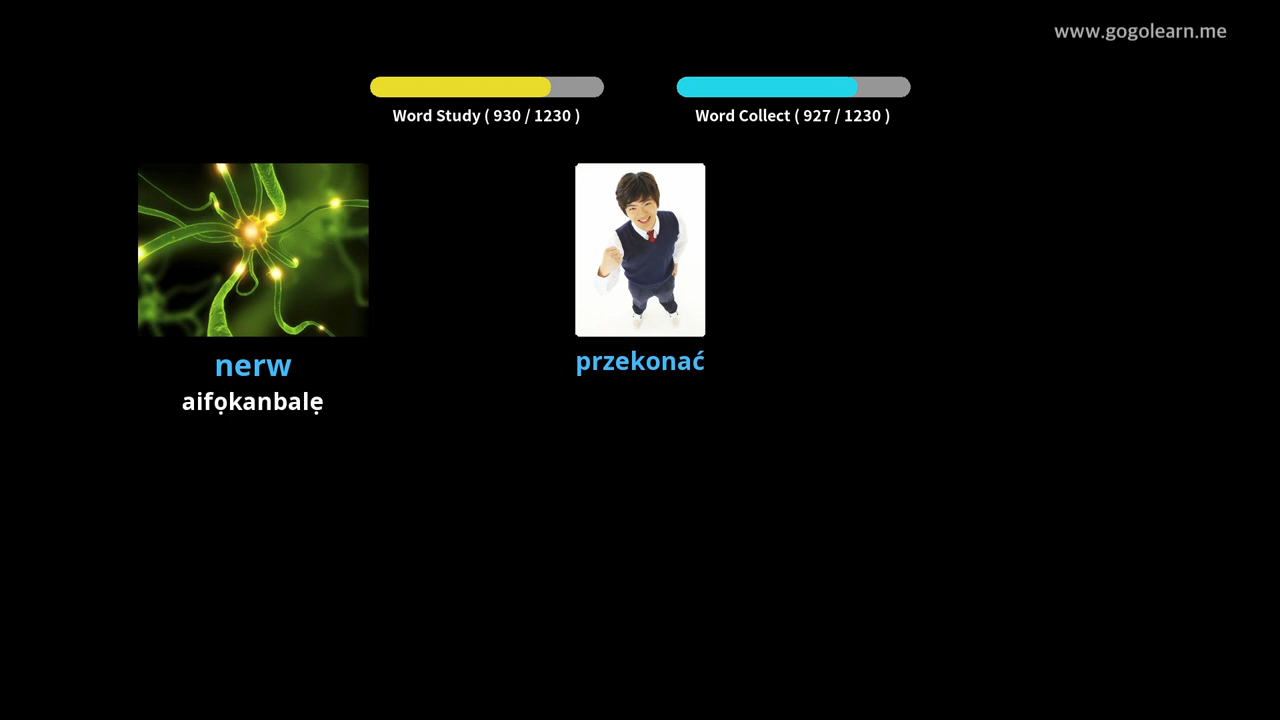 www.gogolearn.me
Word Study ( 930 / 1230 )
Word Collect ( 927 / 1230 )
nerw
aifọkanbalẹ
przekonać